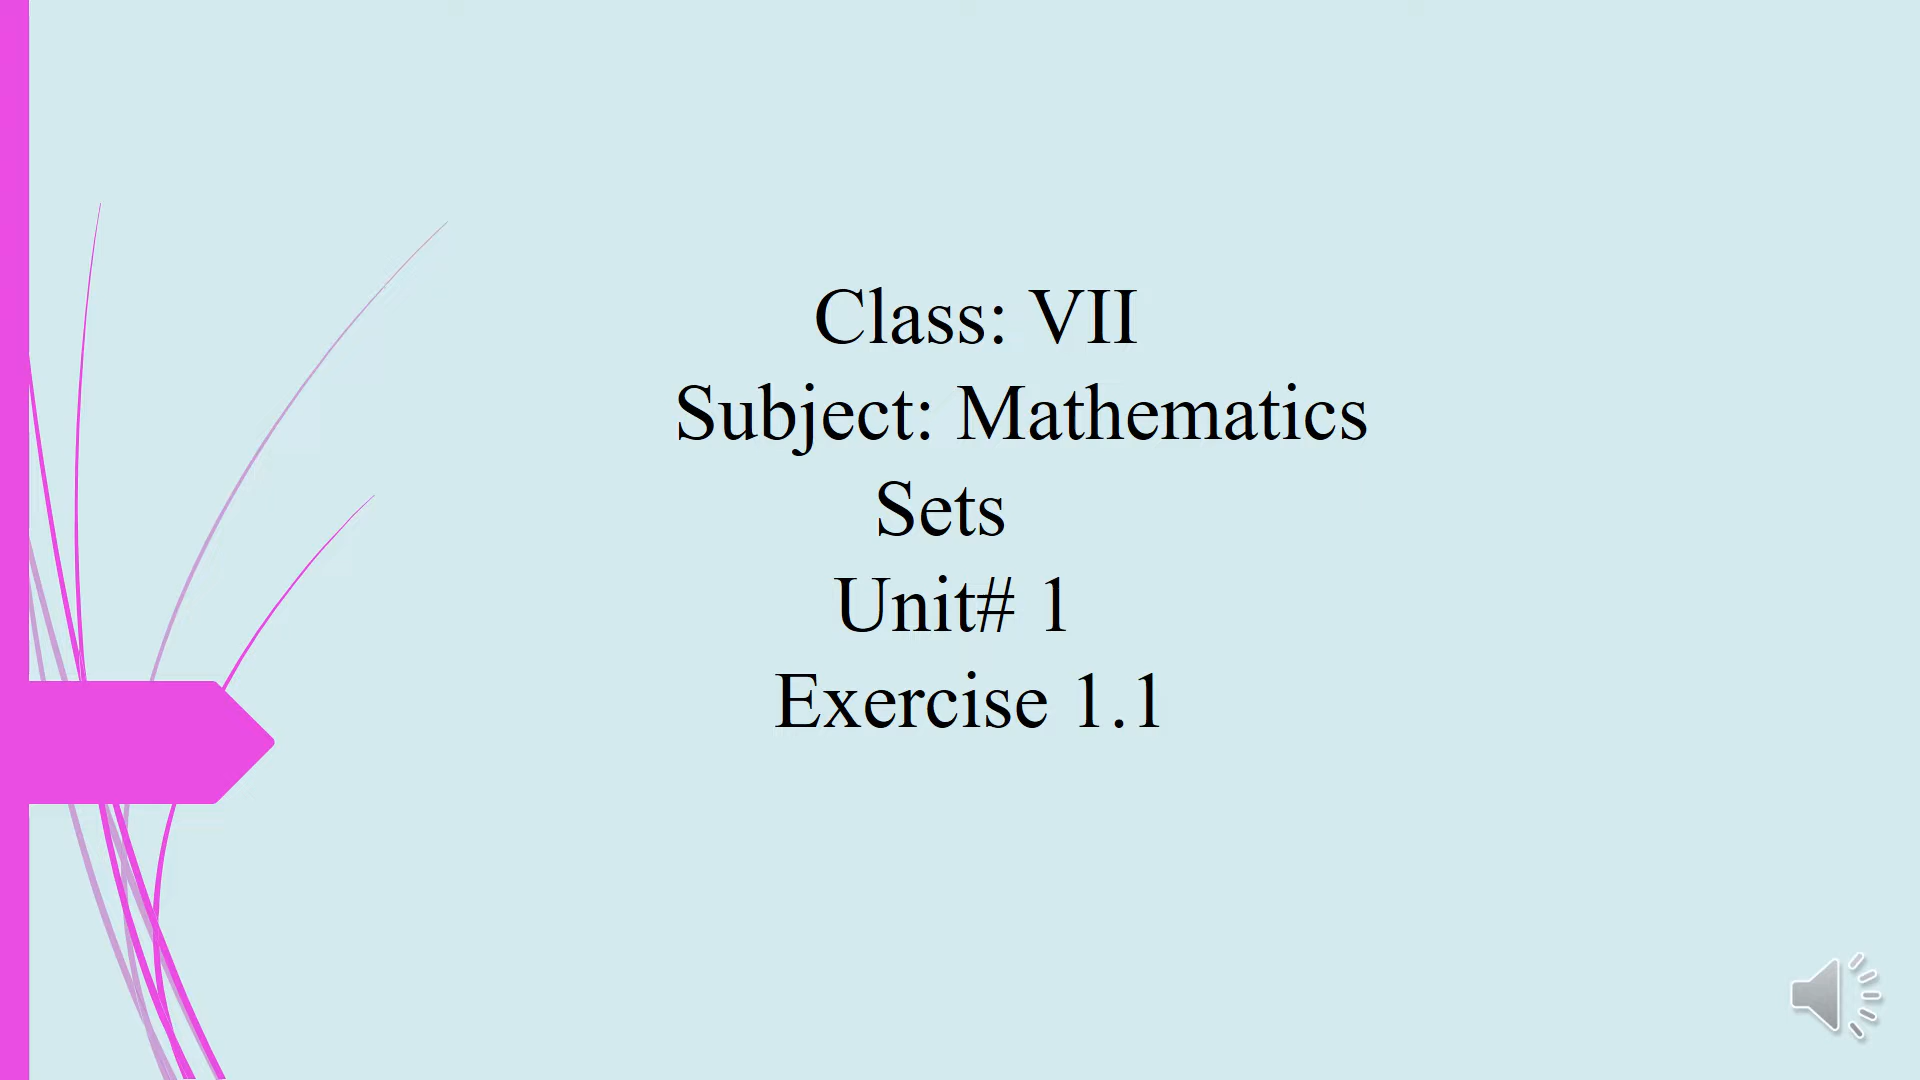 Class: VII
Subject: Mathematics
Sets
Unit# 1
Exercise 1.1